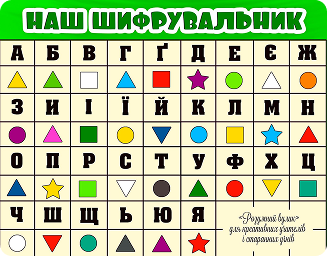 НАШ ШИФРУВАЛЬНИК
А Б В Г Ґ Д Е Є Ж
З И І Ї Й К Л М Н
О П Р С Т У Ф Х Ц
Ч Ш Щ Ь Ю Я
«Розумний вулик»
для креативних учителів
і старанних учнів